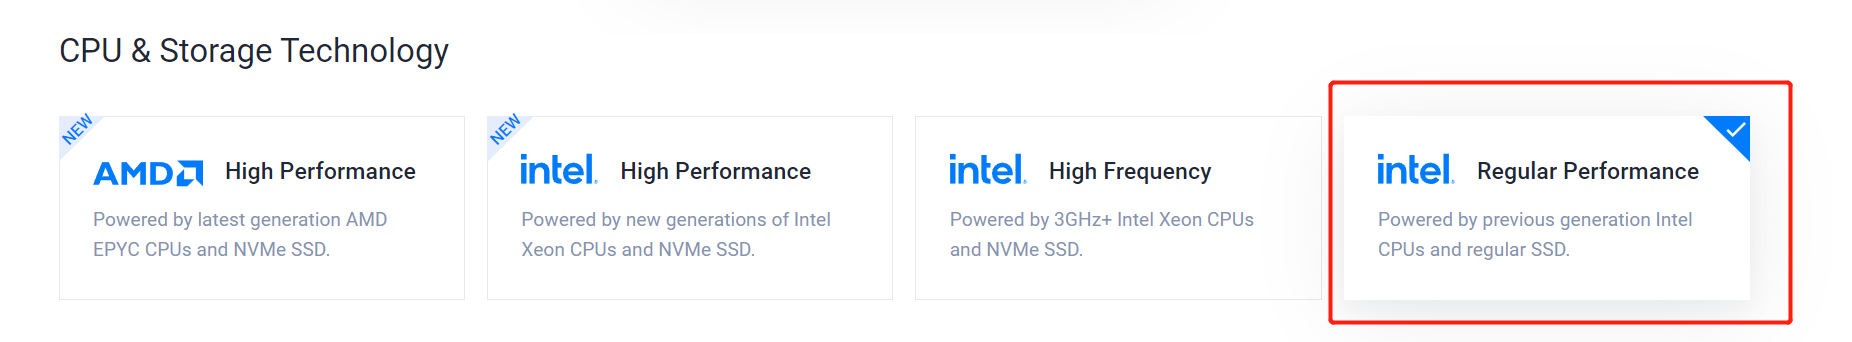 CPU & Storage Technology
NEW
AMD High Performance
Powered by latest generation AMD
EPYC CPUs and NVMe SSD.
NEW
intel. High Performance
Powered by new generations of Intel
Xeon CPUs and NVMe SSD.
intel. High Frequency
Powered by 3GHz+ Intel Xeon CPUs
and NVMe SSD.
intel. Regular Performance
Powered by previous generation Intel
CPUs and regular SSD.